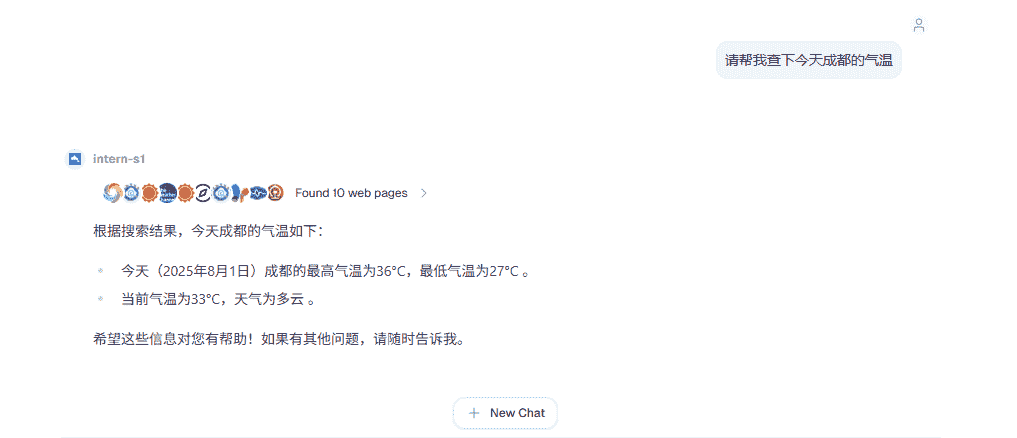 请帮我查下今天成都的气温
intern-s1
Found 10 web pages
根据搜索结果，今天成都的气温如下：
今天（2025年8月1日）成都的最高气温为36°C，最低气温为27°C 。
当前气温为33°C，天气为多云 。
希望这些信息对您有帮助！如果有其他问题，请随时告诉我。
New Chat